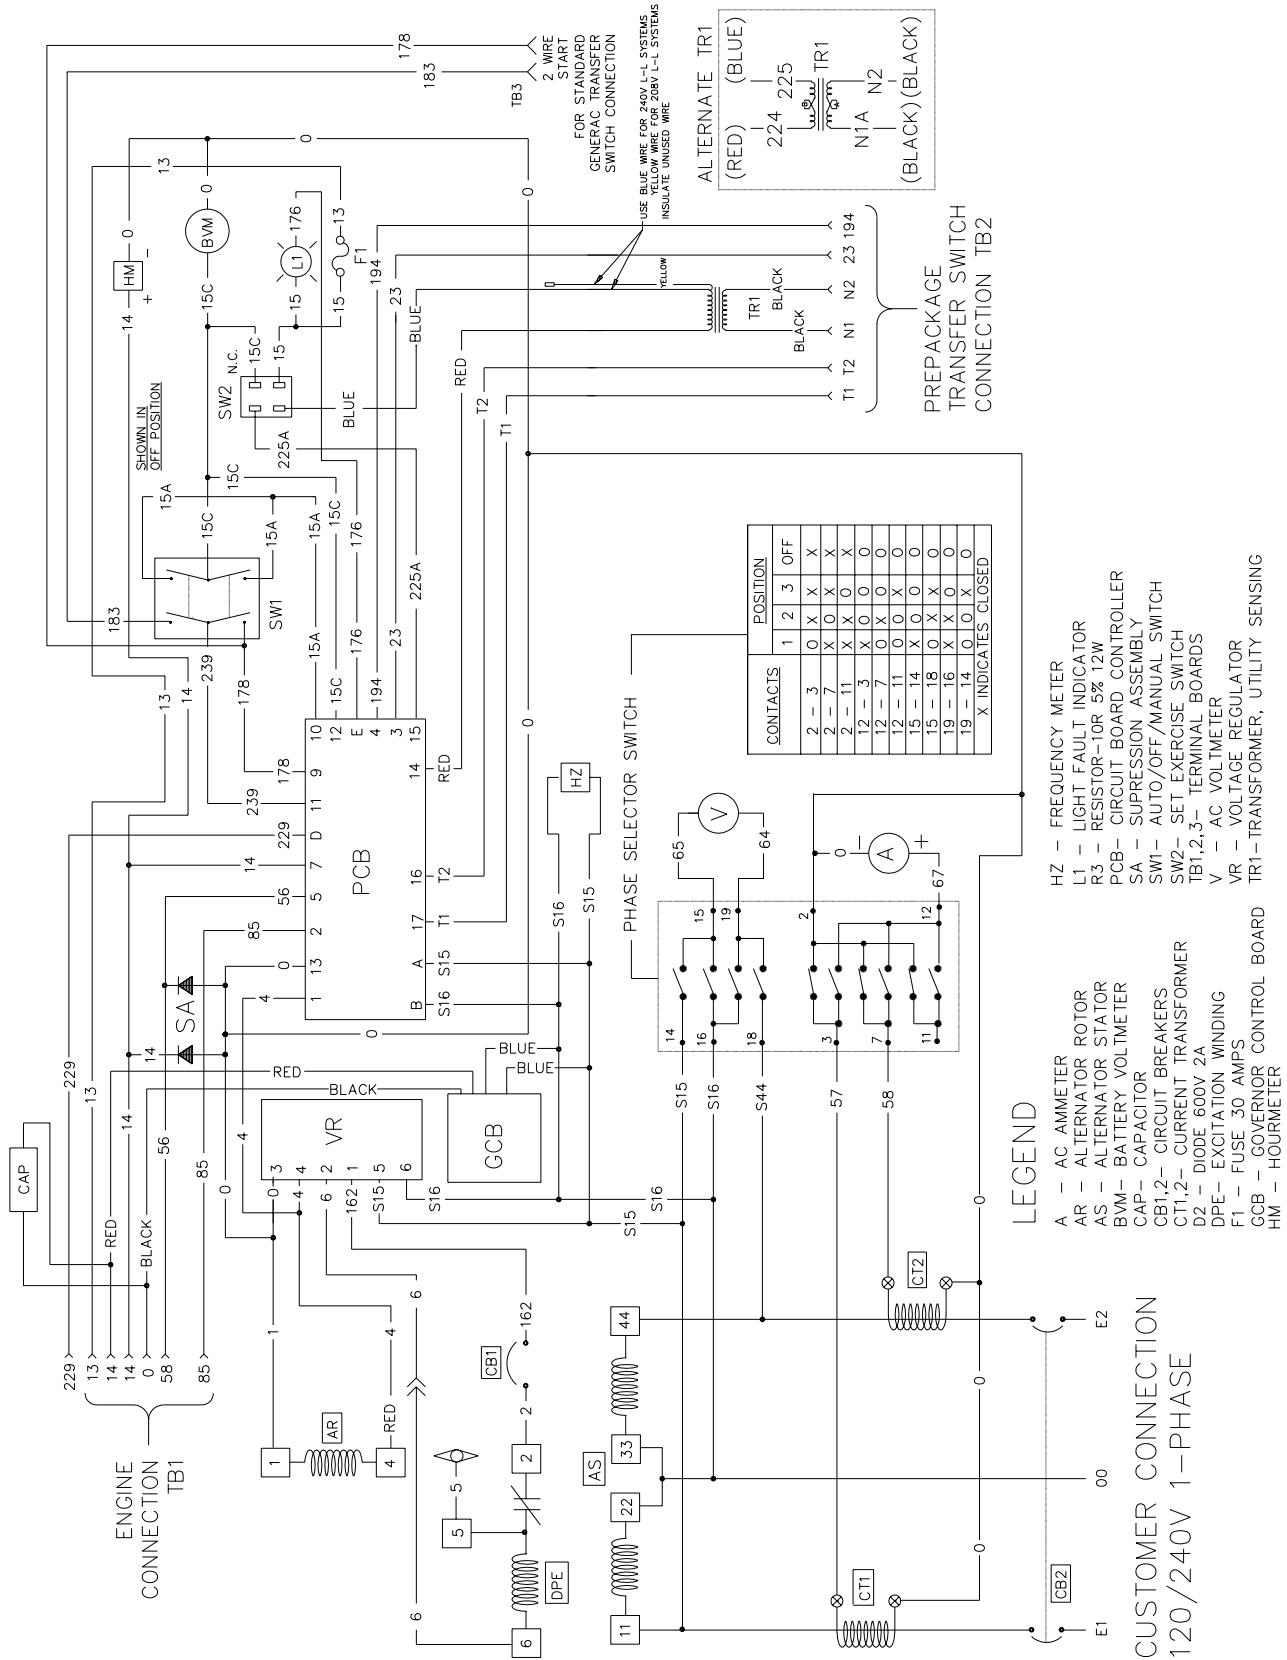 ENGINE
CONNECTION
TB1
229
13
14
14
0
58
85
CAP
RED
BLACK
229
13
14
56
85
0
4
RED
BLACK
14
SA
229
13
14
56
85
0
4
14
239
178
183
SW1
SHOWN IN
OFF POSITION
15A
15A
15C
15C
14
+
HM
–
0
13
15C
BVM
0
0
SW2
N.C.
15C
15
225A
BLUE
15
L1
176
15
F1
13
178
183
TB3
2 WIRE
START
FOR STANDARD
GENERAC TRANSFER
SWITCH CONNECTION
USE BLUE WIRE FOR 240V L-L SYSTEMS
YELLOW WIRE FOR 208V L-L SYSTEMS
INSULATE UNUSED WIRE
ALTERNATE TR1
(RED)
(BLUE)
224
225
TR1
N1A
N2
(BLACK)
(BLACK)
PCB
1
13
2
5
7
D
11
9
10
12
E
4
3
15
14
16
17
A
B
15A
15A
15C
15C
176
176
194
194
23
23
225A
BLUE
RED
RED
T2
T2
T1
T1
S15
S16
YELLOW
TR1
BLACK
BLACK
T1
T2
N1
N2
23
194
PREPACKAGE
TRANSFER SWITCH
CONNECTION TB2
VR
3
4
2
1
5
6
0
4
6
162
S15
S16
GCB
BLUE
BLUE
0
0
HZ
S16
S15
1
AR
4
1
4
RED
6
6
6
DPE
5
5
2
2
CB1
162
AS
11
22
33
44
S15
S16
S15
S16
S44
57
58
14
16
18
3
7
11
15
19
2
12
65
64
V
0
A
+
67
PHASE SELECTOR SWITCH
CONTACTS
POSITION
1 2 3 OFF
2 – 3 O X X X
2 – 7 X O X X
2 – 11 X X O X
12 – 3 X O O O
12 – 7 O X O O
12 – 11 O O X O
15 – 14 X O X O
15 – 18 O X X O
19 – 16 X X O O
19 – 14 O O X O
X INDICATES CLOSED
CT1
CT2
0
0
0
CB2
E1
00
E2
CUSTOMER CONNECTION
120/240V 1–PHASE
LEGEND
A – AC AMMETER
AR – ALTERNATOR ROTOR
AS – ALTERNATOR STATOR
BVM– BATTERY VOLTMETER
CAP– CAPACITOR
CB1,2– CIRCUIT BREAKERS
CT1,2– CURRENT TRANSFORMER
D2 – DIODE 600V 2A
DPE– EXCITATION WINDING
F1 – FUSE 30 AMPS
GCB – GOVERNOR CONTROL BOARD
HM – HOURMETER
HZ – FREQUENCY METER
L1 – LIGHT FAULT INDICATOR
R3 – RESISTOR–10R 5% 12W
PCB– CIRCUIT BOARD CONTROLLER
SA – SUPRESSION ASSEMBLY
SW1– AUTO/OFF/MANUAL SWITCH
SW2– SET EXERCISE SWITCH
TB1,2,3– TERMINAL BOARDS
V – AC VOLTMETER
VR – VOLTAGE REGULATOR
TR1–TRANSFORMER, UTILITY SENSING